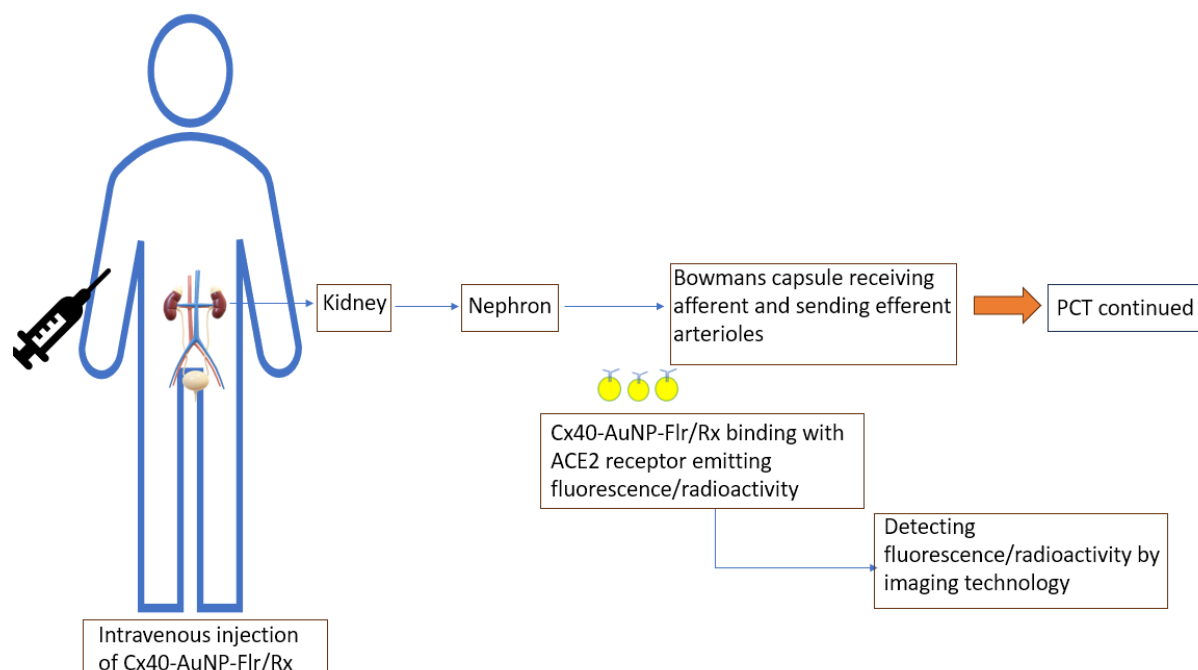 Kidney
Nephron
Bowmans capsule receiving
afferent and sending efferent
arterioles
PCT continued
Cx40-AuNP-Flr/Rx binding with
ACE2 receptor emitting
fluorescence/radioactivity
Detecting
fluorescence/radioactivity by
imaging technology
Intravenous injection
of Cx40-AuNP-Flr/Rx